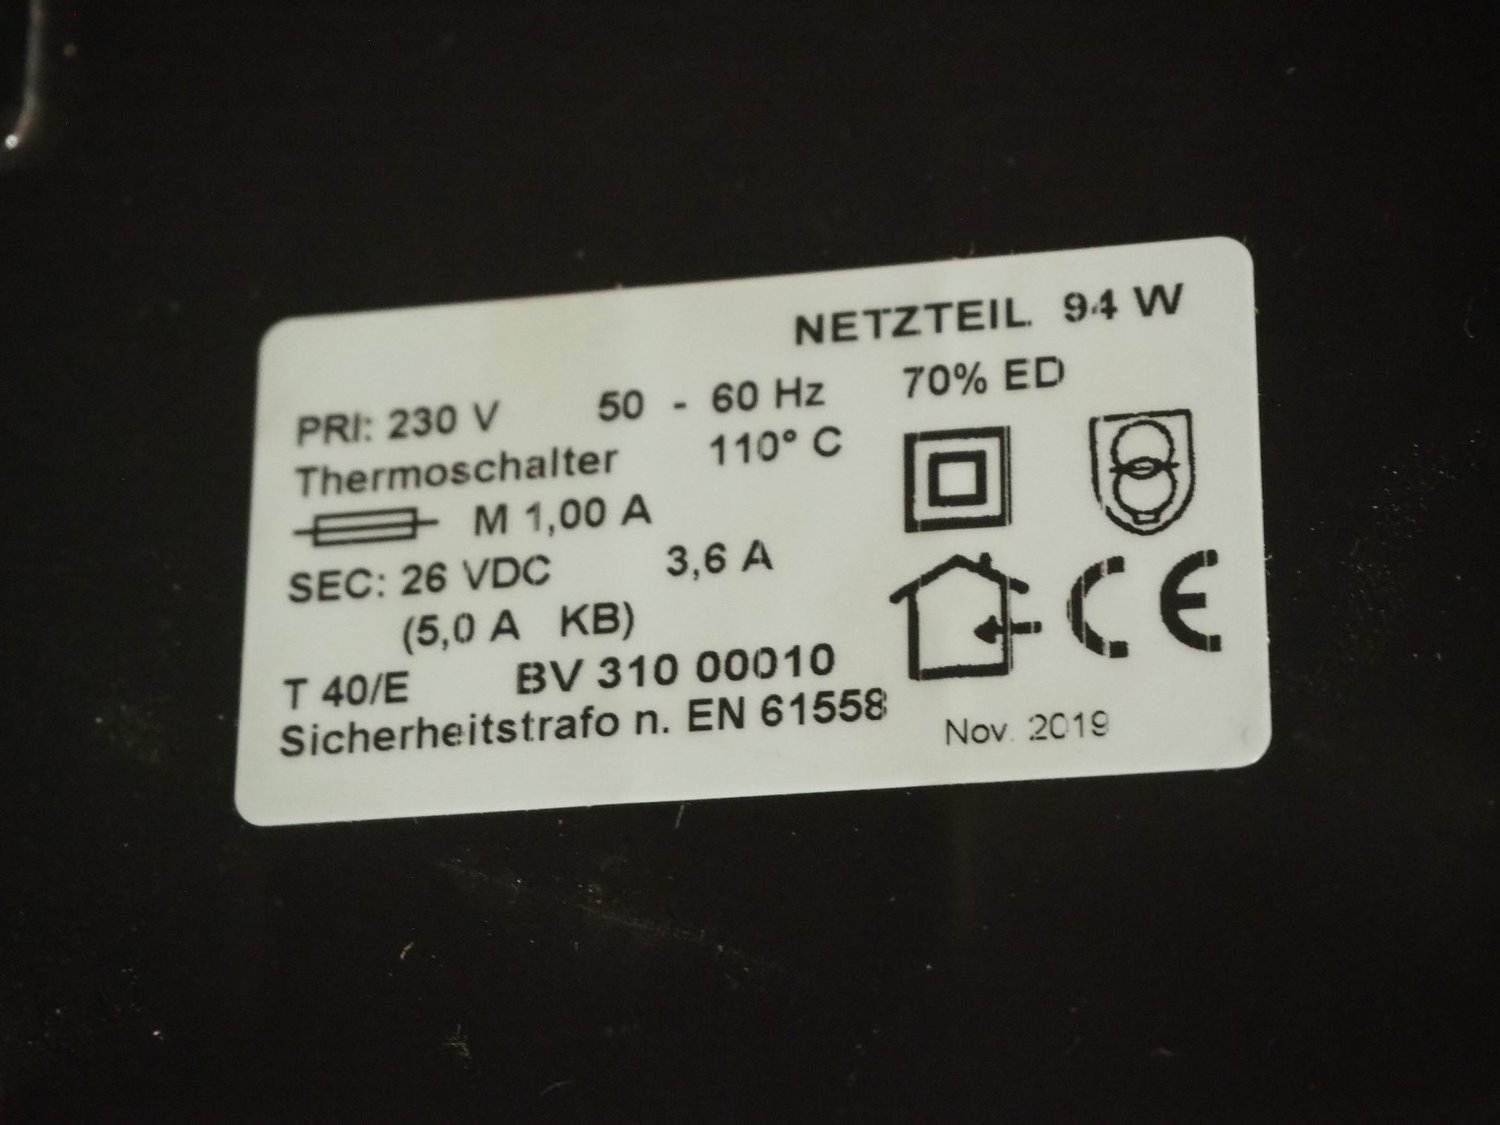 NETZTEIL 94 W
PRI: 230 V 50 - 60 Hz 70% ED
Thermoschalter 110° C
M 1,00 A
SEC: 26 VDC 3,6 A
(5,0 A KB)
T 40/E BV 310 00010
Sicherheitstrafo n. EN 61558
CE
Nov. 2019